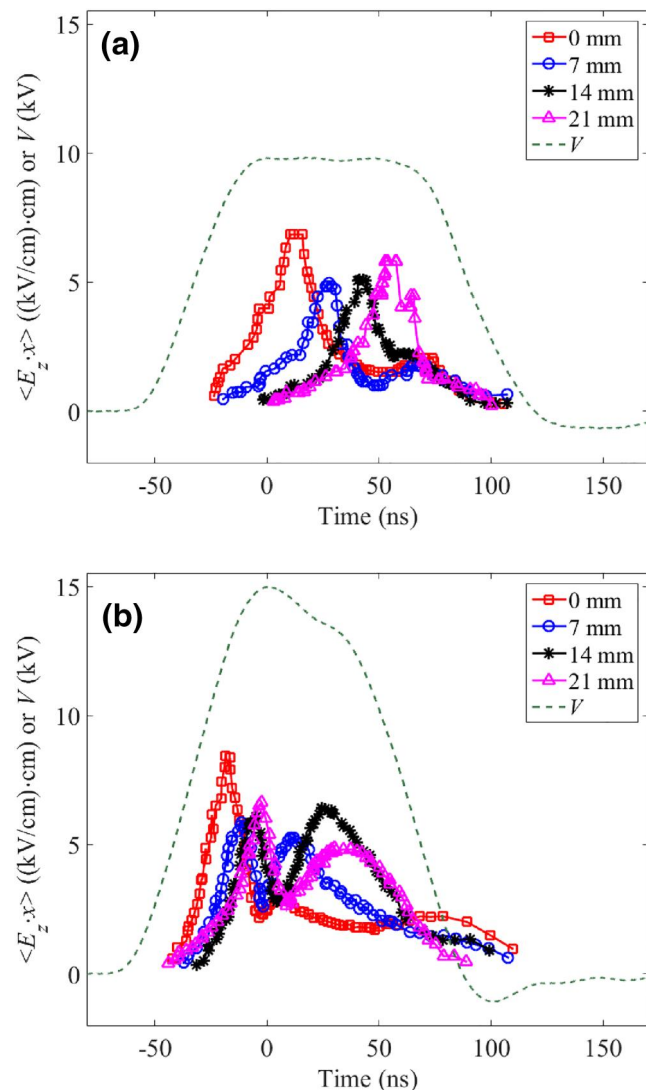 (a)
<E_z·x> ((kV/cm)·cm) or V (kV)
15
10
5
0
-50 0 50 100 150
Time (ns)
0 mm
7 mm
14 mm
21 mm
V
(b)
<E_z·x> ((kV/cm)·cm) or V (kV)
15
10
5
0
-50 0 50 100 150
Time (ns)
0 mm
7 mm
14 mm
21 mm
V